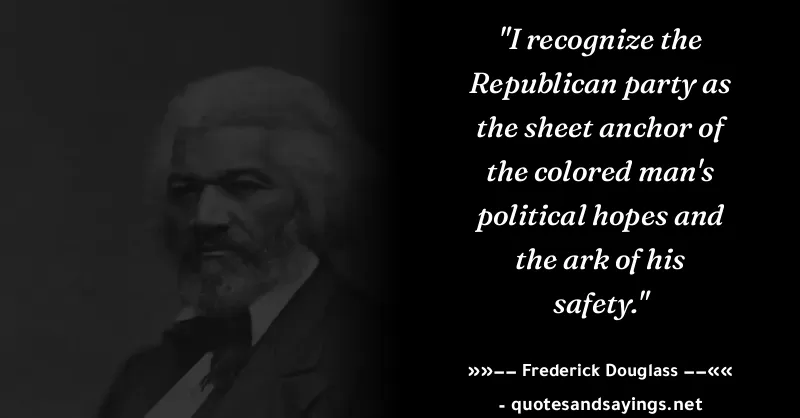 "I recognize the
Republican party as
the sheet anchor of
the colored man's
political hopes and
the ark of his
safety."
»»−− Frederick Douglass −−««
- quotesandsayings.net